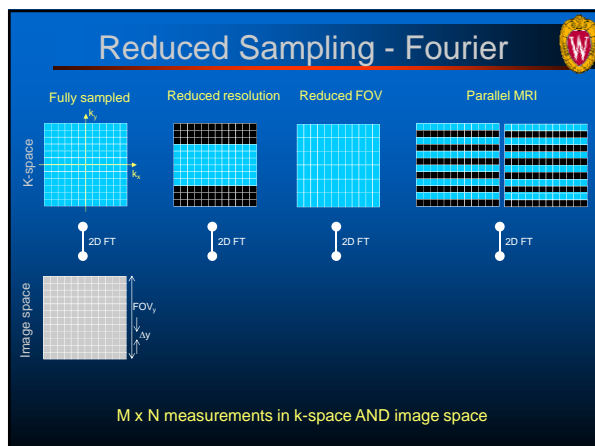 Reduced Sampling - Fourier
W
Fully sampled
Reduced resolution
Reduced FOV
Parallel MRI
ky
K-space
kx
2D FT
2D FT
2D FT
2D FT
Image space
FOVy
Δy
M x N measurements in k-space AND image space